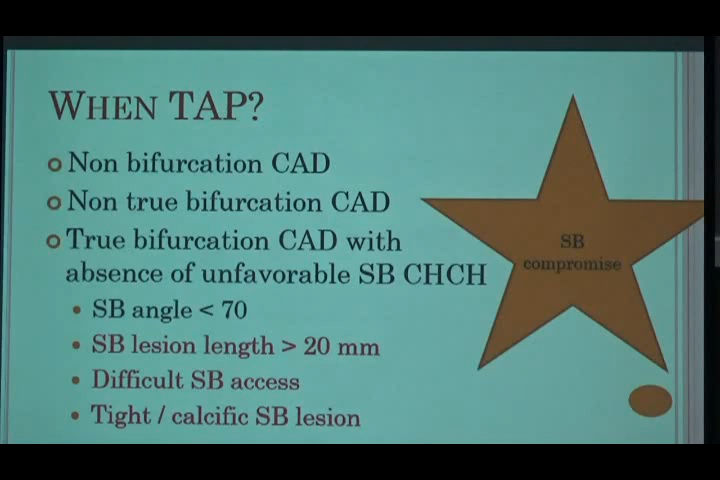 WHEN TAP?
Non bifurcation CAD
Non true bifurcation CAD
True bifurcation CAD with
absence of unfavorable SB CHCH
SB angle < 70
SB lesion length > 20 mm
Difficult SB access
Tight / calcific SB lesion
SB
compromise